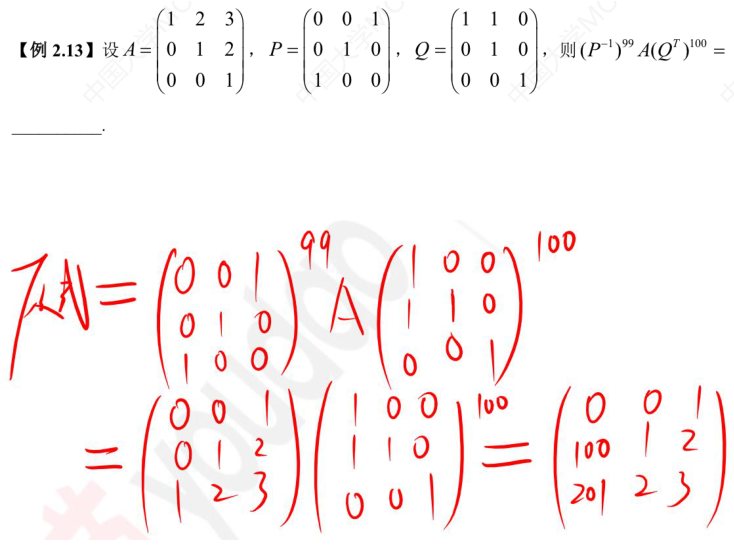 【例 2.13】设 A = (1 2 3; 0 1 2; 0 0 1), P = (0 0 1; 0 1 0; 1 0 0), Q = (1 1 0; 0 1 0; 0 0 1), 则 (P⁻¹)⁹⁹ A(Qᵀ)¹⁰⁰ =
__________.
原式 = (0 0 1; 0 1 0; 1 0 0)⁹⁹ A (1 0 0; 1 1 0; 0 0 1)¹⁰⁰
= (0 0 1; 0 1 2; 1 2 3) (1 0 0; 1 1 0; 0 0 1)¹⁰⁰ = (0 0 1; 100 1 2; 201 2 3)